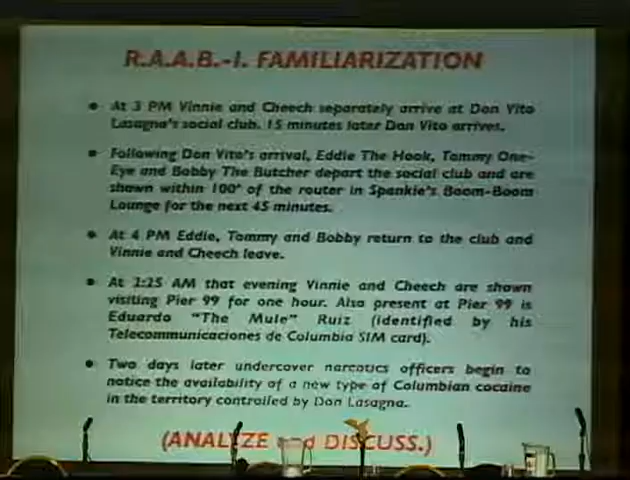 R.A.A.B.-I. FAMILIARIZATION
• At 3 PM Vinnie and Cheech separately arrive at Don Vito
Lasagna's social club. 15 minutes later Don Vito arrives.
• Following Don Vito's arrival, Eddie The Hook, Tommy One-
Eye and Bobby The Butcher depart the social club and are
shown within 100' of the router in Spankie's Boom-Boom
Lounge for the next 45 minutes.
• At 4 PM Eddie, Tommy and Bobby return to the club and
Vinnie and Cheech leave.
• At 1:25 AM that evening Vinnie and Cheech are shown
visiting Pier 99 for one hour. Also present at Pier 99 is
Eduardo "The Mule" Ruiz (identified by his
Telecommunicaciones de Columbia SIM card).
• Two days later undercover narcotics officers begin to
notice the availability of a new type of Columbian cocaine
in the territory controlled by Don Lasagna.
(ANALYZE and DISCUSS.)